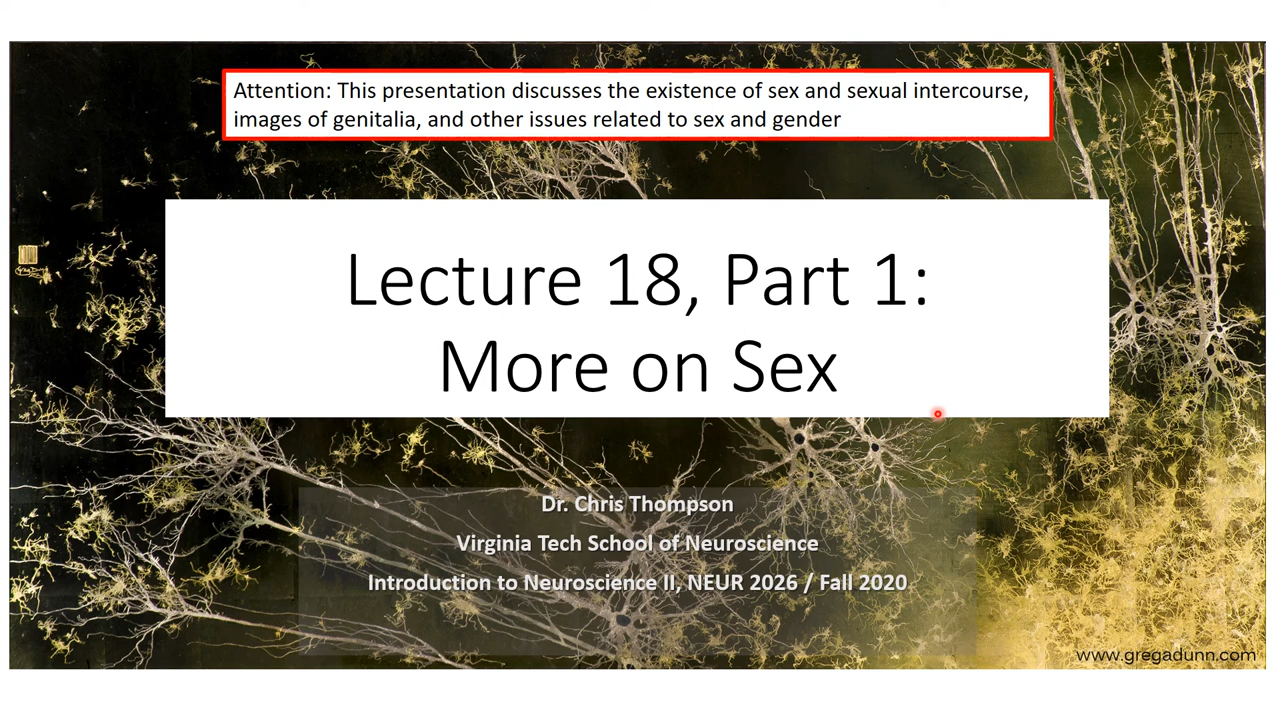 Attention: This presentation discusses the existence of sex and sexual intercourse,
images of genitalia, and other issues related to sex and gender
Lecture 18, Part 1:
More on Sex
Dr. Chris Thompson
Virginia Tech School of Neuroscience
Introduction to Neuroscience II, NEUR 2026 / Fall 2020
www.gregadunn.com